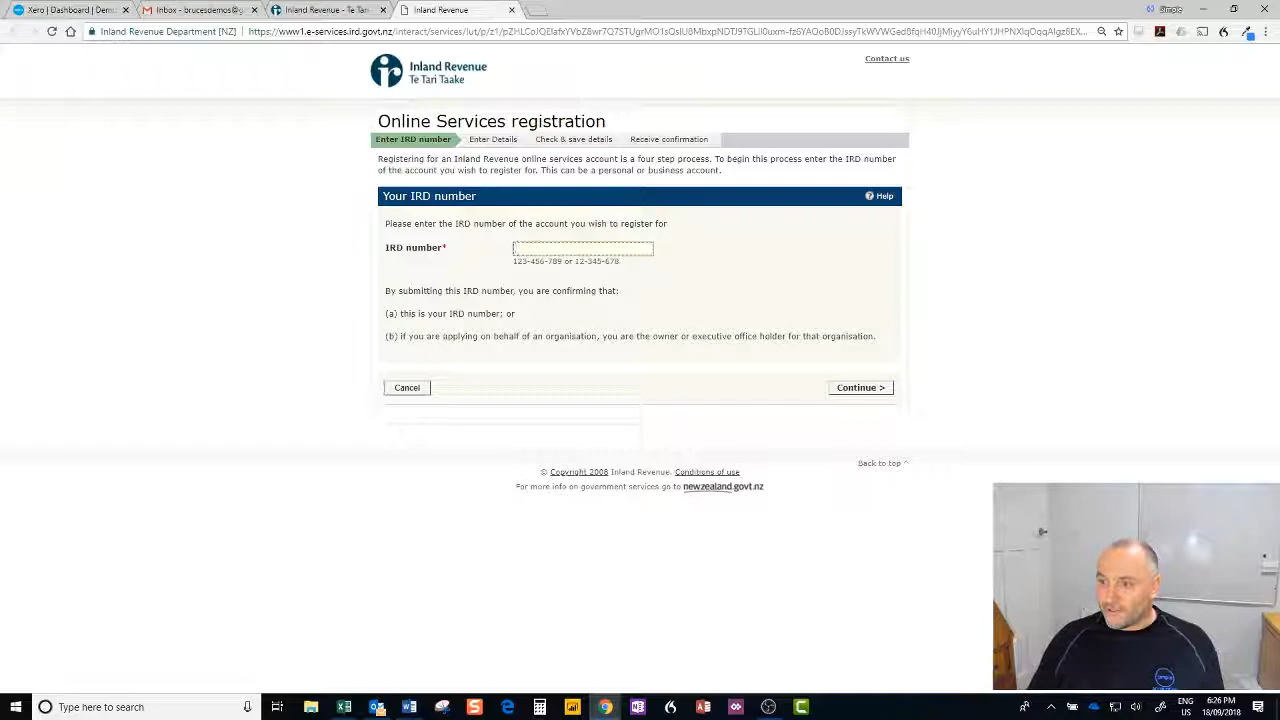 Xero | Dashboard | Dem
Inbox - brucesdemos@g
Inland Revenue - Te Tari
Inland Revenue
Simple
Inland Revenue Department [NZ]
Inland Revenue
Te Tari Taake
Contact us
Online Services registration
Enter IRD number
Enter Details
Check & save details
Receive confirmation
Registering for an Inland Revenue online services account is a four step process. To begin this process enter the IRD number
of the account you wish to register for. This can be a personal or business account.
Your IRD number
Help
Please enter the IRD number of the account you wish to register for
IRD number*
123-456-789 or 12-345-678
By submitting this IRD number, you are confirming that:
(a) this is your IRD number; or
(b) if you are applying on behalf of an organisation, you are the owner or executive office holder for that organisation.
Cancel
Continue >
Back to top ^
© Copyright 2008 Inland Revenue. Conditions of use
For more info on government services go to newzealand.govt.nz
Type here to search
ENG
US
6:26 PM
18/09/2018